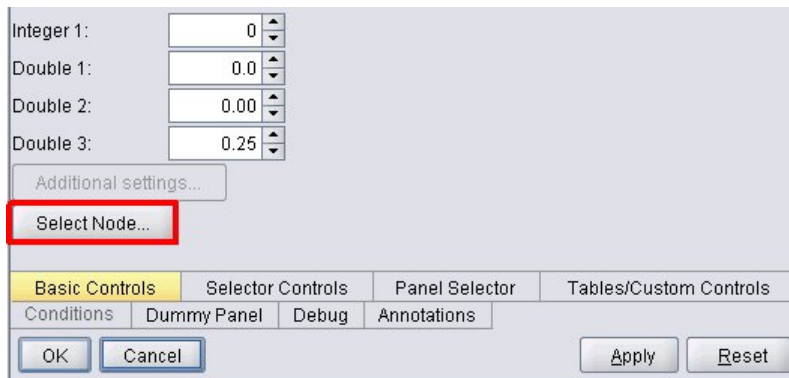 Integer 1: 0
Double 1: 0.0
Double 2: 0.00
Double 3: 0.25
Additional settings...
Select Node...
Basic Controls Selector Controls Panel Selector Tables/Custom Controls
Conditions Dummy Panel Debug Annotations
OK Cancel Apply Reset